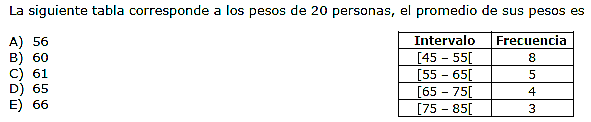 La siguiente tabla corresponde a los pesos de 20 personas, el promedio de sus pesos es
A) 56
B) 60
C) 61
D) 65
E) 66
Intervalo Frecuencia
[45 – 55[ 8
[55 – 65[ 5
[65 – 75[ 4
[75 – 85[ 3